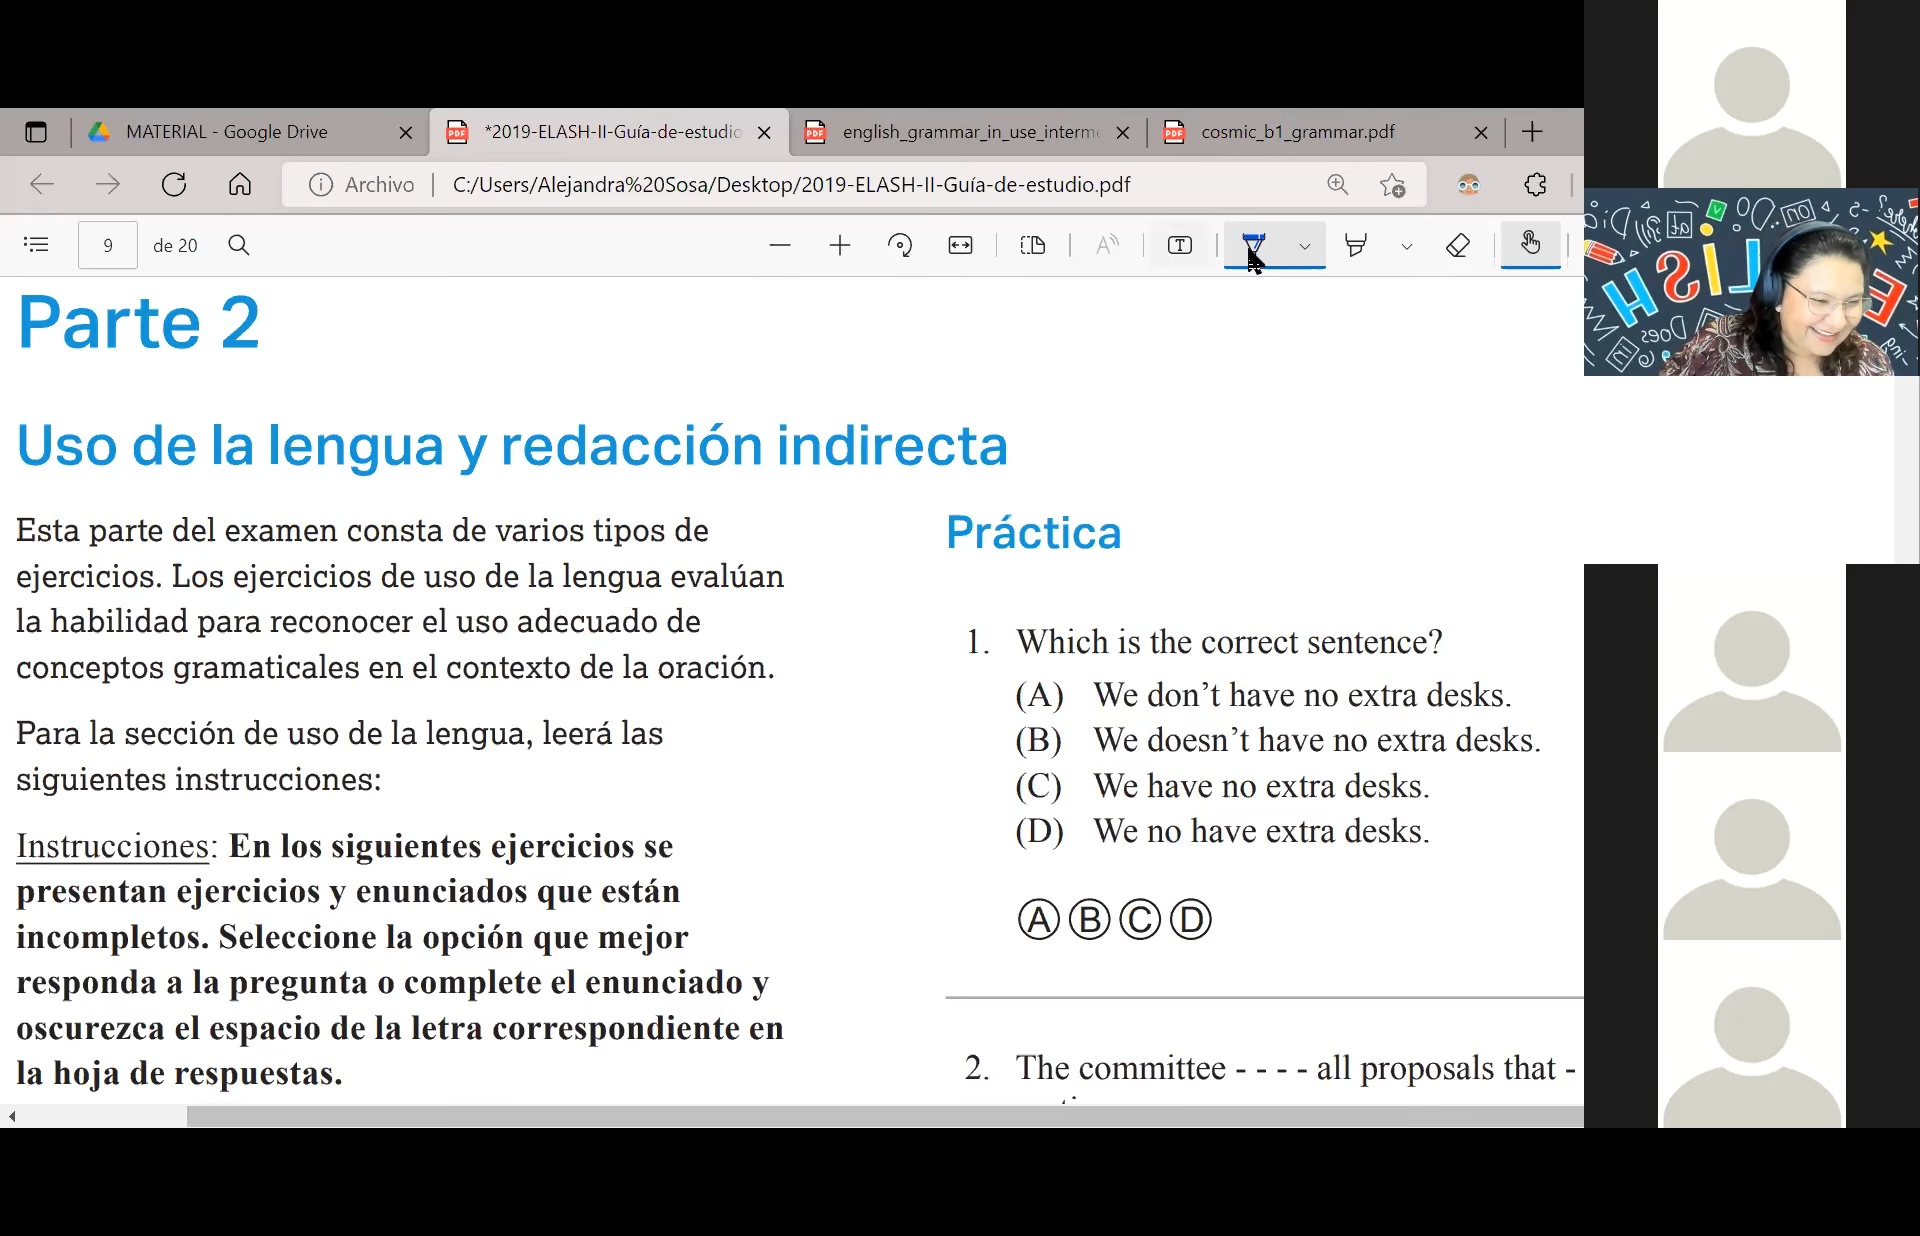 MATERIAL - Google Drive
*2019-ELASH-II-Guía-de-estudio
english_grammar_in_use_interme
cosmic_b1_grammar.pdf
Archivo
C:/Users/Alejandra%20Sosa/Desktop/2019-ELASH-II-Guía-de-estudio.pdf
9 de 20
Parte 2
Uso de la lengua y redacción indirecta
Esta parte del examen consta de varios tipos de
ejercicios. Los ejercicios de uso de la lengua evalúan
la habilidad para reconocer el uso adecuado de
conceptos gramaticales en el contexto de la oración.
Para la sección de uso de la lengua, leerá las
siguientes instrucciones:
Instrucciones: En los siguientes ejercicios se
presentan ejercicios y enunciados que están
incompletos. Seleccione la opción que mejor
responda a la pregunta o complete el enunciado y
oscurezca el espacio de la letra correspondiente en
la hoja de respuestas.
Práctica
1. Which is the correct sentence?
(A) We don’t have no extra desks.
(B) We doesn’t have no extra desks.
(C) We have no extra desks.
(D) We no have extra desks.
A B C D
2. The committee - - - - all proposals that -